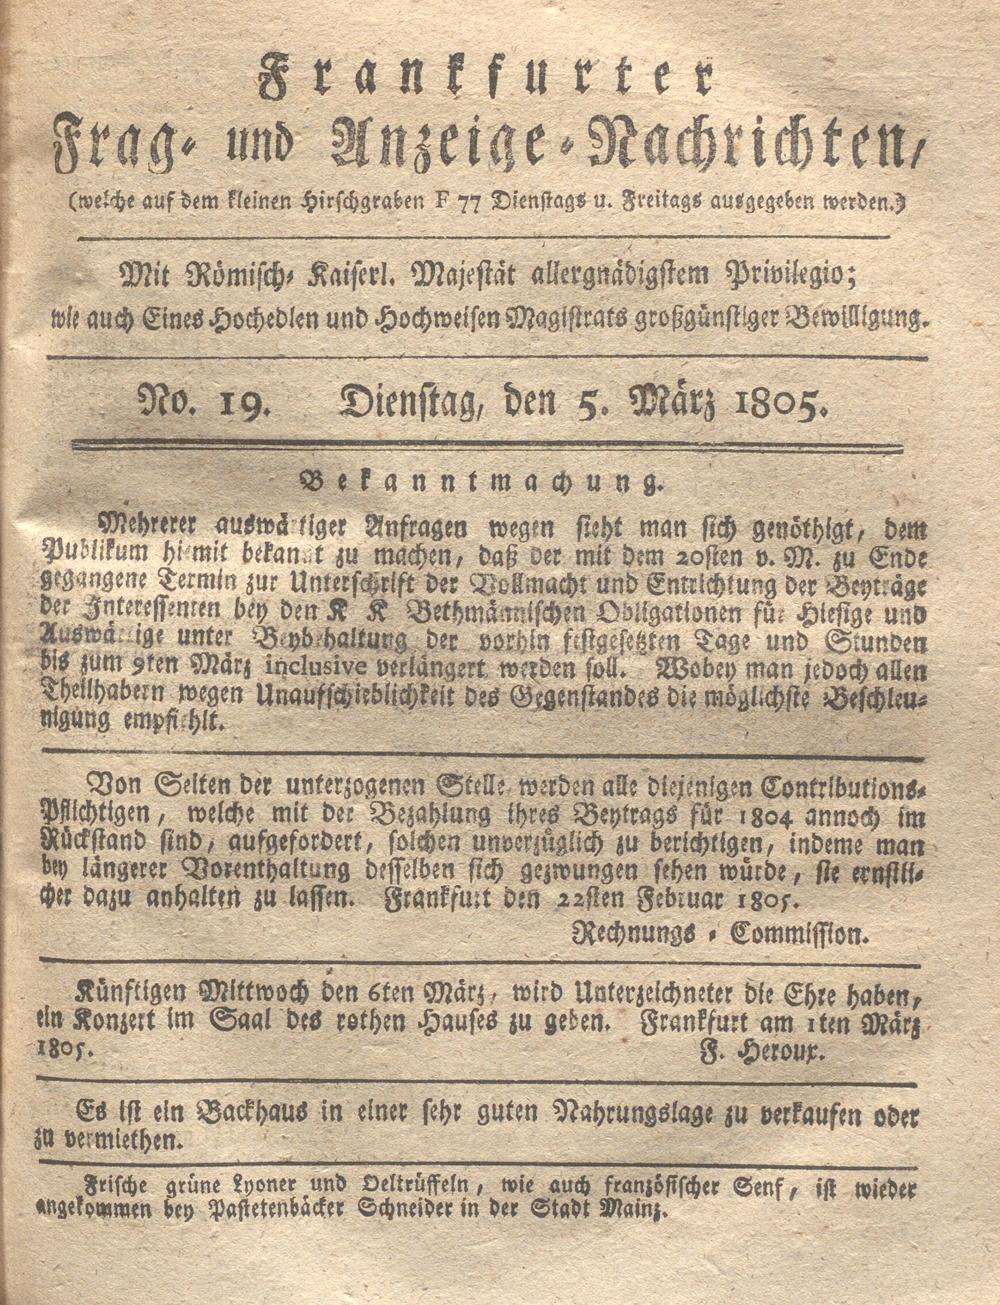 Frankfurter
Frag- und Anzeige-Nachrichten,
(welche auf dem kleinen Hirschgraben F 77 Dienstags u. Freitags ausgegeben werden.)
Mit Römisch- Kaiserl. Majestät allergnädigstem Privilegio;
wie auch Eines Hochedlen und Hochweisen Magistrats großgünstiger Bewilligung.
No. 19. Dienstag, den 5. März 1805.
Bekanntmachung.
Mehrerer auswärtiger Anfragen wegen sieht man sich genöthigt, dem
Publikum hiemit bekannt zu machen, daß der mit dem 20sten v. M. zu Ende
gegangene Termin zur Unterschrift der Vollmacht und Entrichtung der Beyträge
der Interessenten bey den K K Bethmännischen Obligationen für Hiesige und
Auswärtige unter Beybehaltung der vorhin festgesetzten Tage und Stunden
bis zum 9ten März inclusive verlängert werden soll. Wobey man jedoch allen
Theilhabern wegen Unaufschieblichkeit des Gegenstandes die möglichste Beschleu-
nigung empfiehlt.
Von Seiten der unterzogenen Stelle werden alle diejenigen Contributions-
Pflichtigen, welche mit der Bezahlung ihres Beytrags für 1804 annoch im
Rückstand sind, aufgefordert, solchen unverzüglich zu berichtigen, indeme man
bey längerer Vorenthaltung desselben sich gezwungen sehen würde, sie ernstli-
cher dazu anhalten zu lassen. Frankfurt den 22sten Februar 1805.
Rechnungs - Commission.
Künftigen Mittwoch den 6ten März, wird Unterzeichneter die Ehre haben,
ein Konzert im Saal des rothen Hauses zu geben. Frankfurt am 1ten März
1805. F. Heroux.
Es ist ein Backhaus in einer sehr guten Nahrungslage zu verkaufen oder
zu vermiethen.
Frische grüne Lyoner und Oeltrüffeln, wie auch französischer Senf, ist wieder
angekommen bey Pastetenbäcker Schneider in der Stadt Mainz.